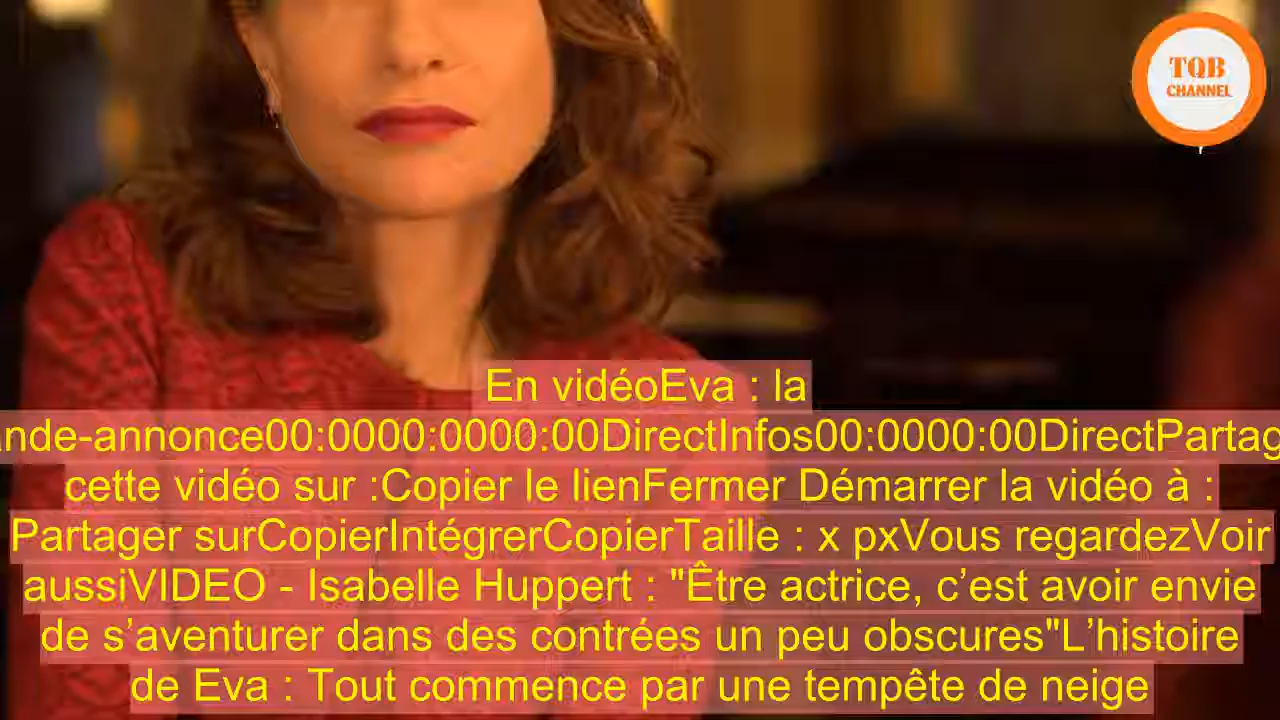 TQB
CHANNEL
En vidéoEva : la
ande-annonce00:0000:0000:00DirectInfos00:0000:00DirectPartag
cette vidéo sur :Copier le lienFermer Démarrer la vidéo à :
Partager surCopierIntégrerCopierTaille : x pxVous regardezVoir
aussiVIDEO - Isabelle Huppert : "Être actrice, c’est avoir envie
de s’aventurer dans des contrées un peu obscures"L’histoire
de Eva : Tout commence par une tempête de neige